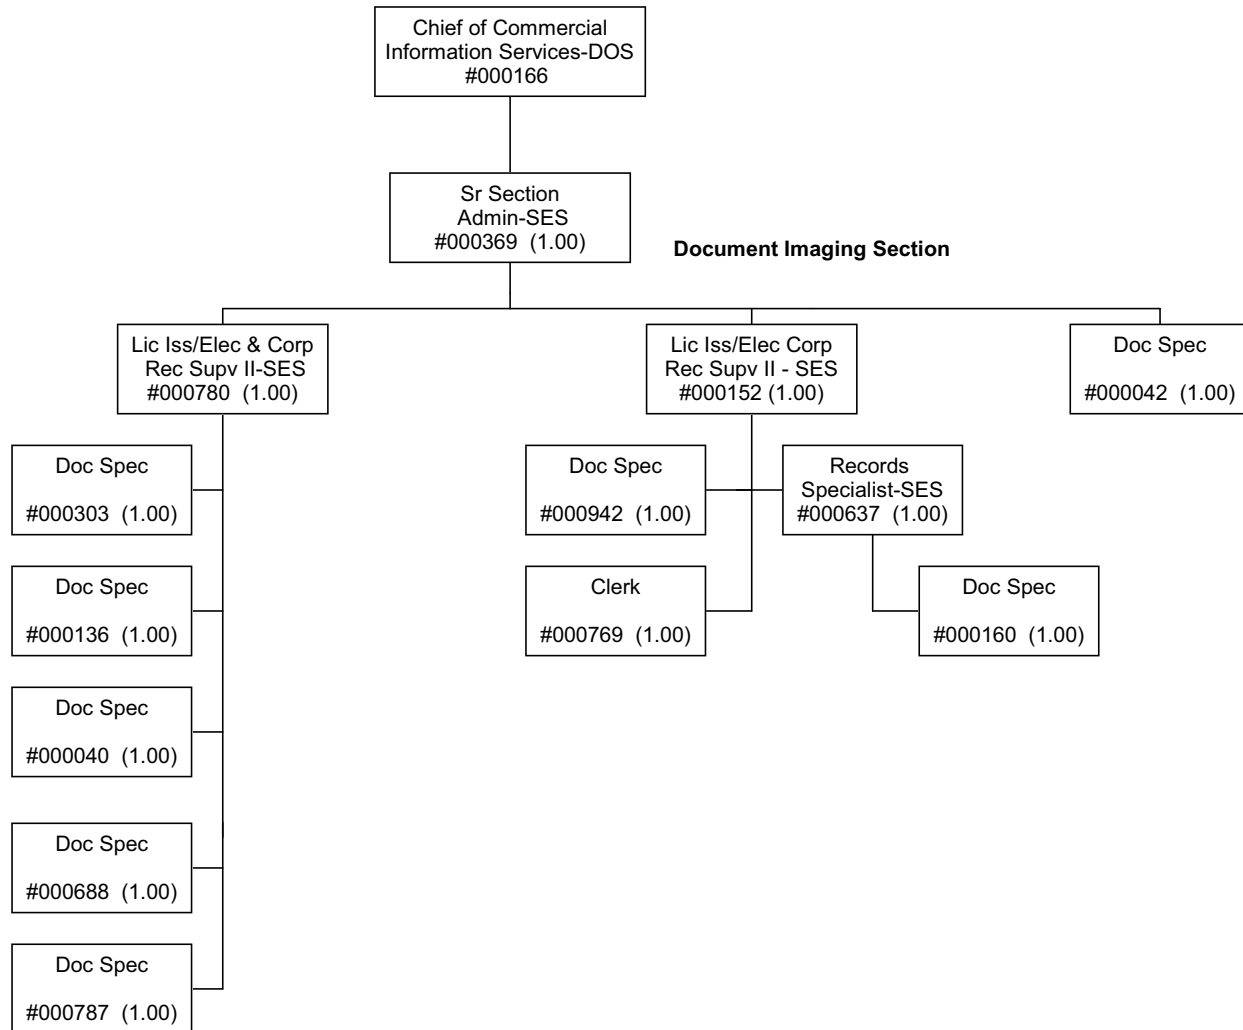 Chief of Commercial
Information Services-DOS
#000166
Sr Section
Admin-SES
#000369 (1.00)
Document Imaging Section
Lic Iss/Elec & Corp
Rec Supv II-SES
#000780 (1.00)
Lic Iss/Elec Corp
Rec Supv II - SES
#000152 (1.00)
Doc Spec
#000042 (1.00)
Doc Spec
#000303 (1.00)
Doc Spec
#000942 (1.00)
Records
Specialist-SES
#000637 (1.00)
Doc Spec
#000136 (1.00)
Clerk
#000769 (1.00)
Doc Spec
#000160 (1.00)
Doc Spec
#000040 (1.00)
Doc Spec
#000688 (1.00)
Doc Spec
#000787 (1.00)